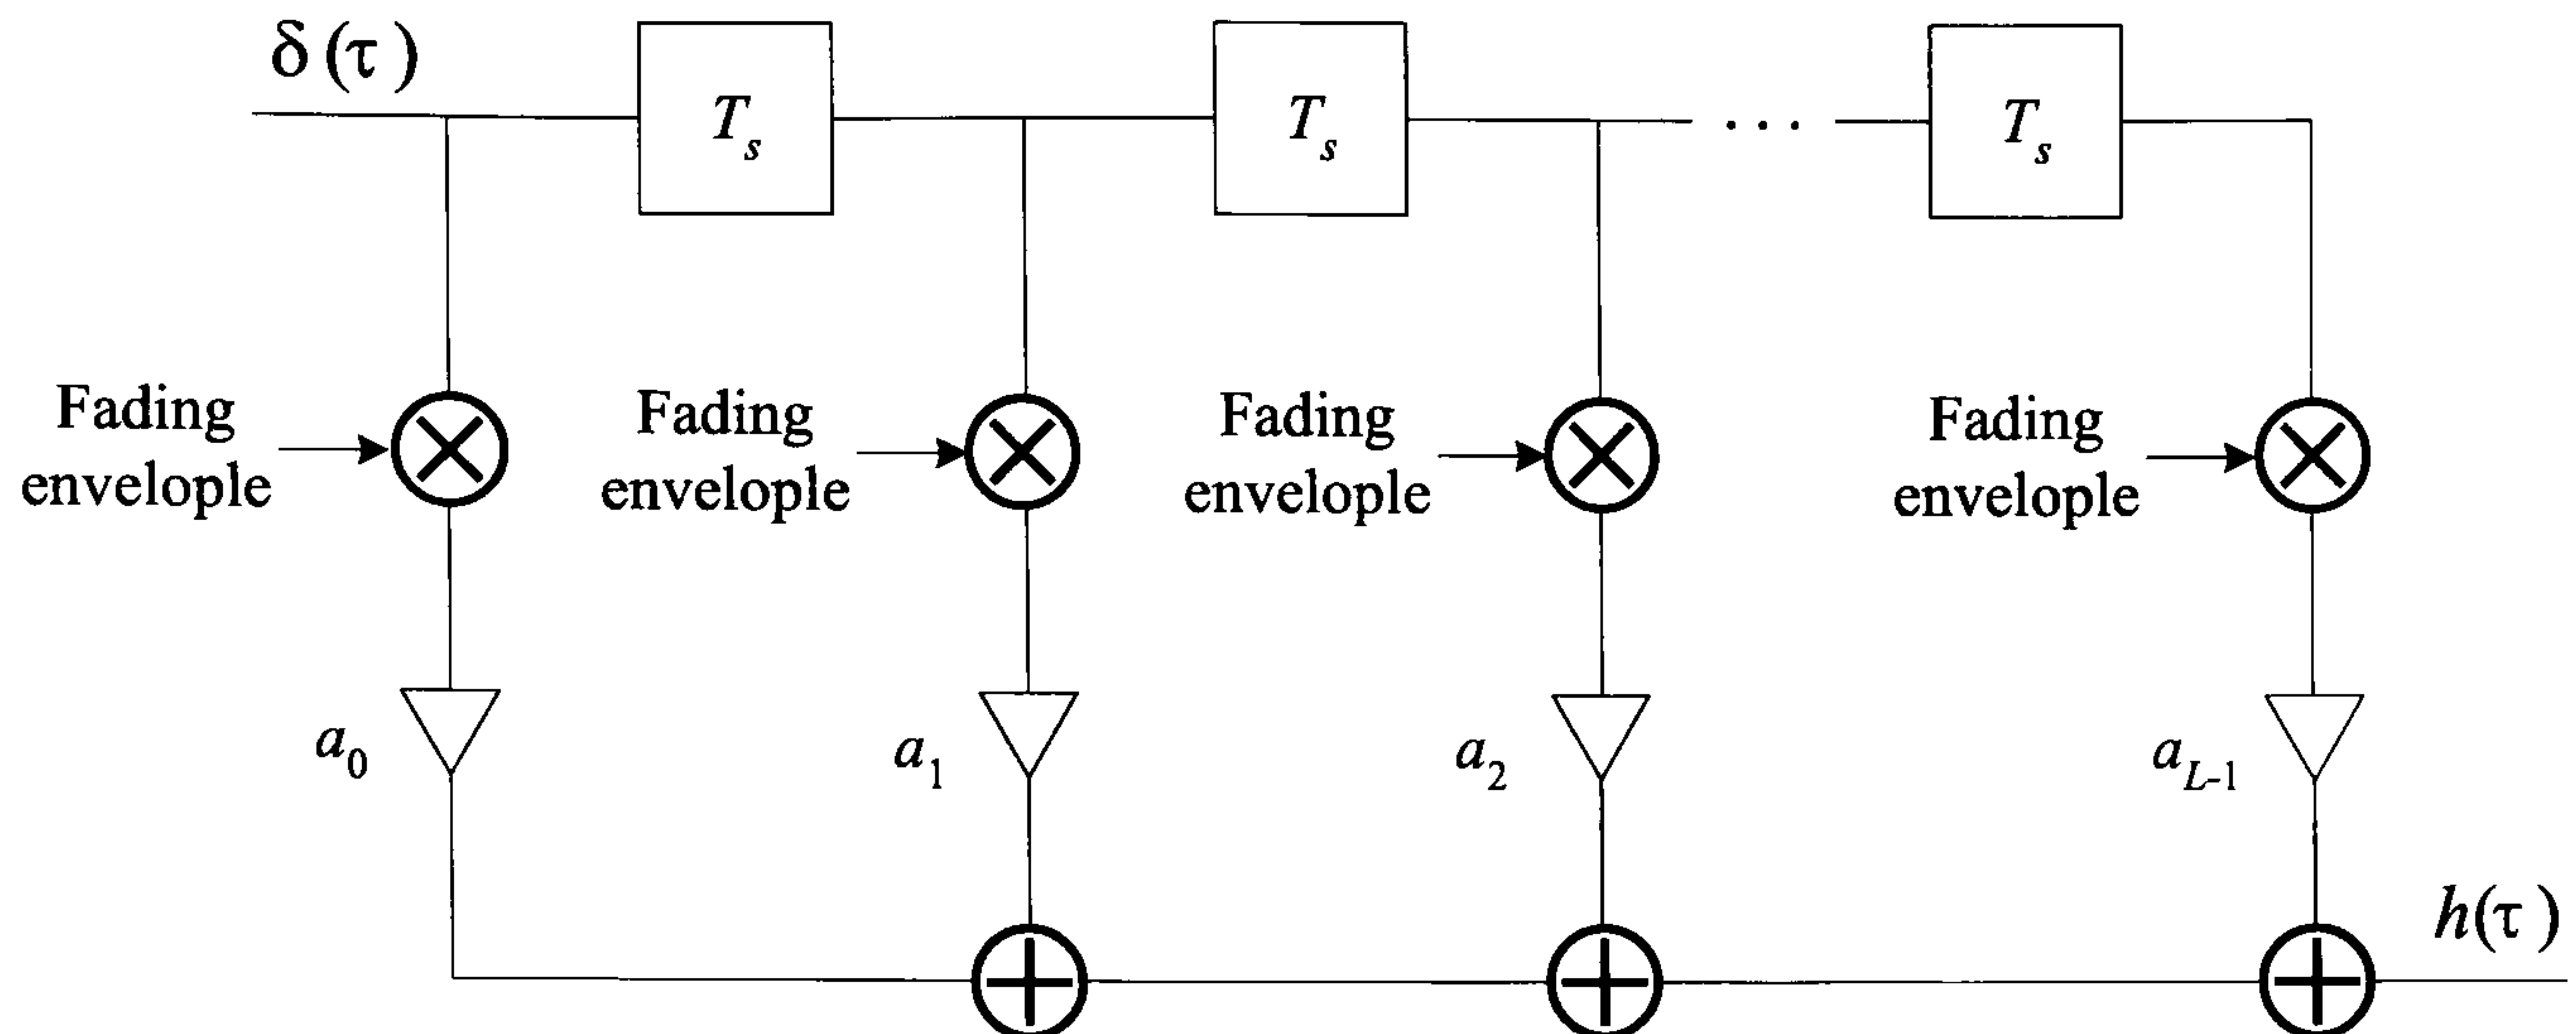 δ(τ)
T_s
T_s
...
T_s
Fading
envelople
Fading
envelople
Fading
envelople
Fading
envelople
a_0
a_1
a_2
a_{L-1}
h(τ)